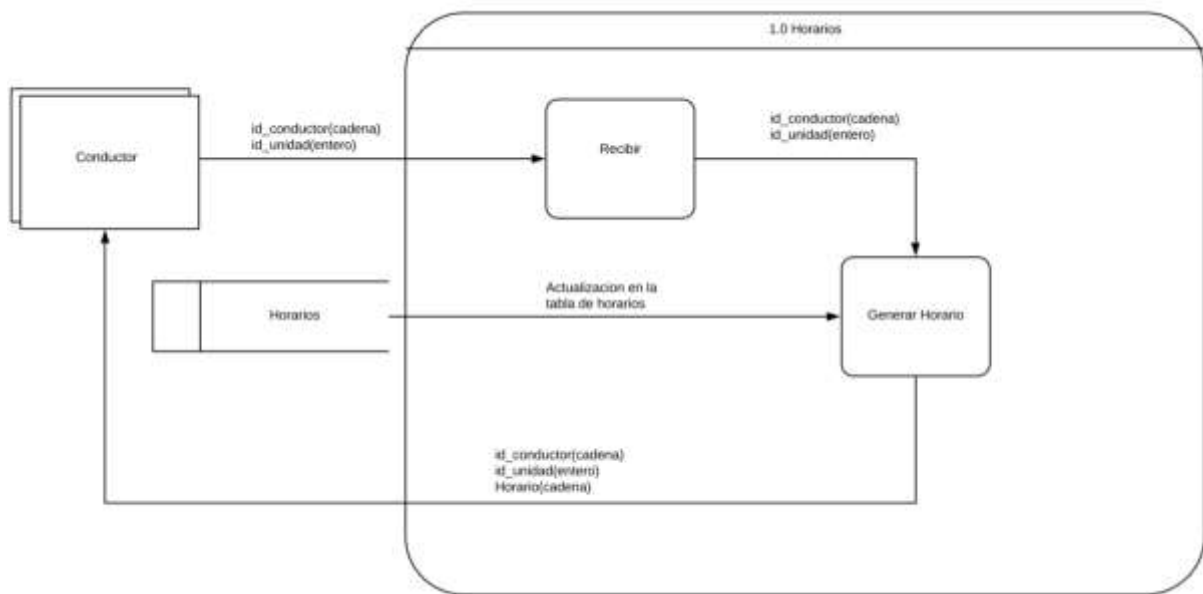 1.0 Horarios
Conductor
id_conductor(cadena)
id_unidad(entero)
Recibir
id_conductor(cadena)
id_unidad(entero)
Horarios
Actualizacion en la
tabla de horarios
Generar Horario
id_conductor(cadena)
id_unidad(entero)
Horario(cadena)